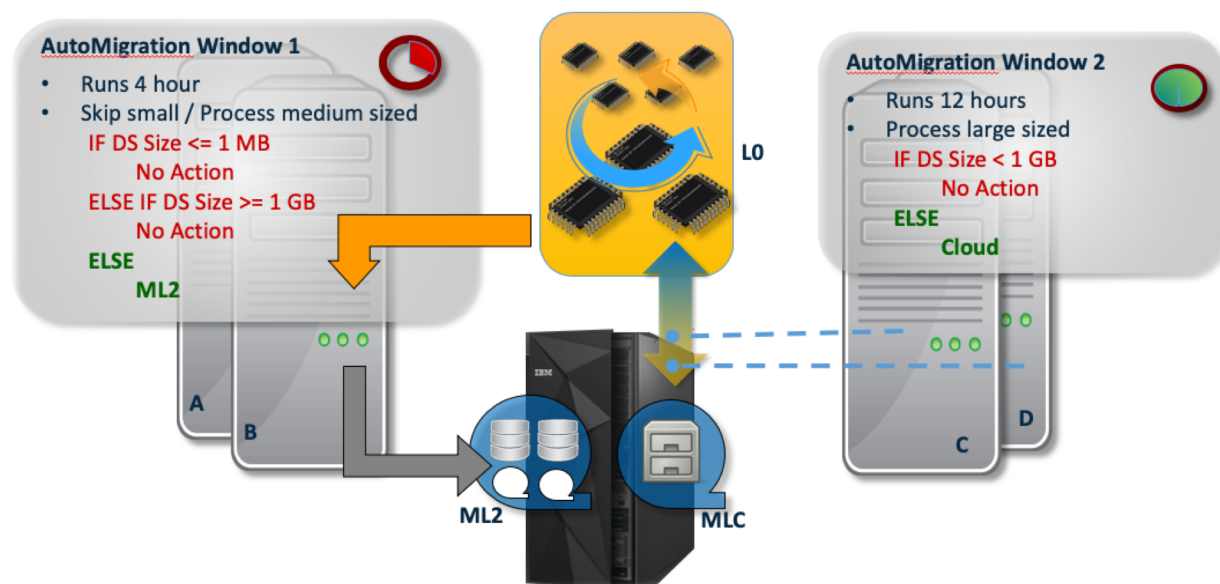 AutoMigration Window 1
• Runs 4 hour
• Skip small / Process medium sized
IF DS Size <= 1 MB
No Action
ELSE IF DS Size >= 1 GB
No Action
ELSE
ML2
A
B
L0
IBM
ML2
MLC
AutoMigration Window 2
• Runs 12 hours
• Process large sized
IF DS Size < 1 GB
No Action
ELSE
Cloud
C
D